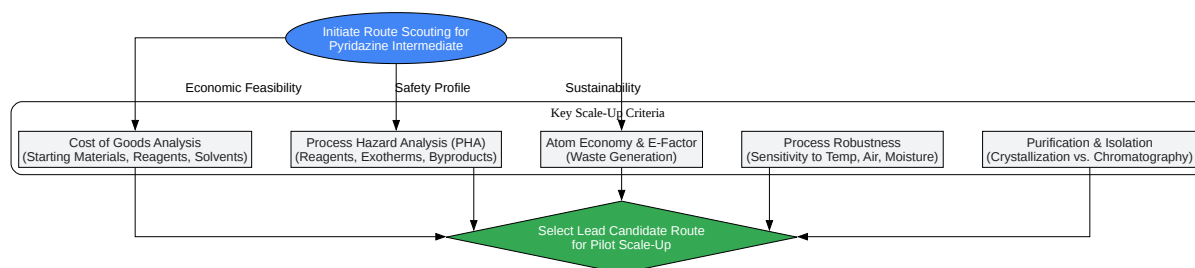 Initiate Route Scouting for
Pyridazine Intermediate
Economic Feasibility
Safety Profile
Sustainability
Key Scale-Up Criteria
Cost of Goods Analysis
(Starting Materials, Reagents, Solvents)
Process Hazard Analysis (PHA)
(Reagents, Exotherms, Byproducts)
Atom Economy & E-Factor
(Waste Generation)
Process Robustness
(Sensitivity to Temp, Air, Moisture)
Purification & Isolation
(Crystallization vs. Chromatography)
Select Lead Candidate Route
for Pilot Scale-Up